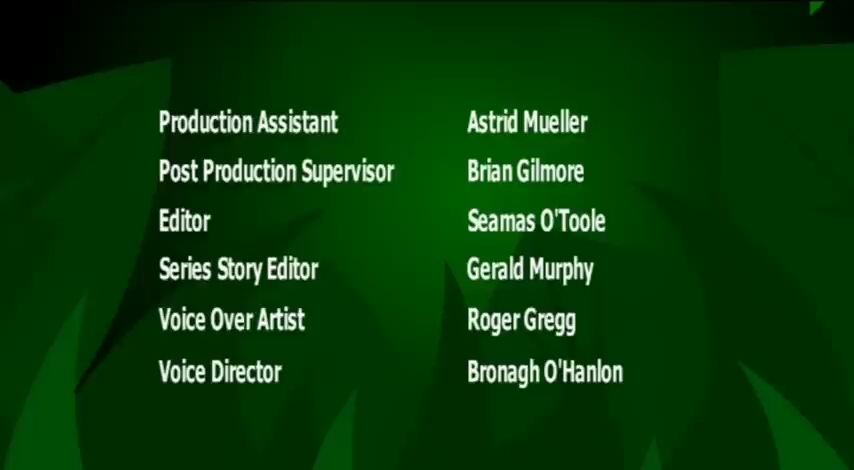 Production Assistant Astrid Mueller
Post Production Supervisor Brian Gilmore
Editor Seamas O'Toole
Series Story Editor Gerald Murphy
Voice Over Artist Roger Gregg
Voice Director Bronagh O'Hanlon